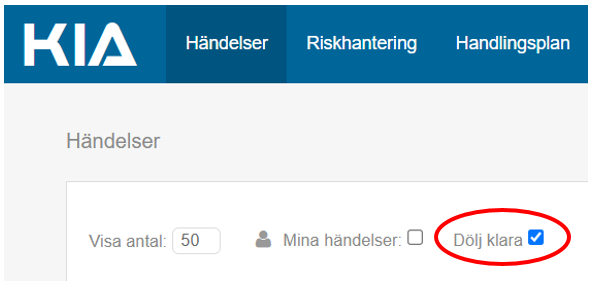 KIA Händelser Riskhantering Handlingsplan
Händelser
Visa antal: 50 Mina händelser: Dölj klara